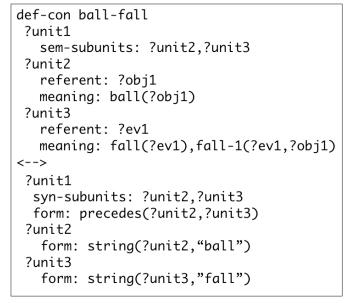 def-con ball-fall
?unit1
sem-subunits: ?unit2,?unit3
?unit2
referent: ?obj1
meaning: ball(?obj1)
?unit3
referent: ?ev1
meaning: fall(?ev1),fall-1(?ev1,?obj1)
<-->
?unit1
syn-subunits: ?unit2,?unit3
form: precedes(?unit2,?unit3)
?unit2
form: string(?unit2,“ball”)
?unit3
form: string(?unit3,”fall”)